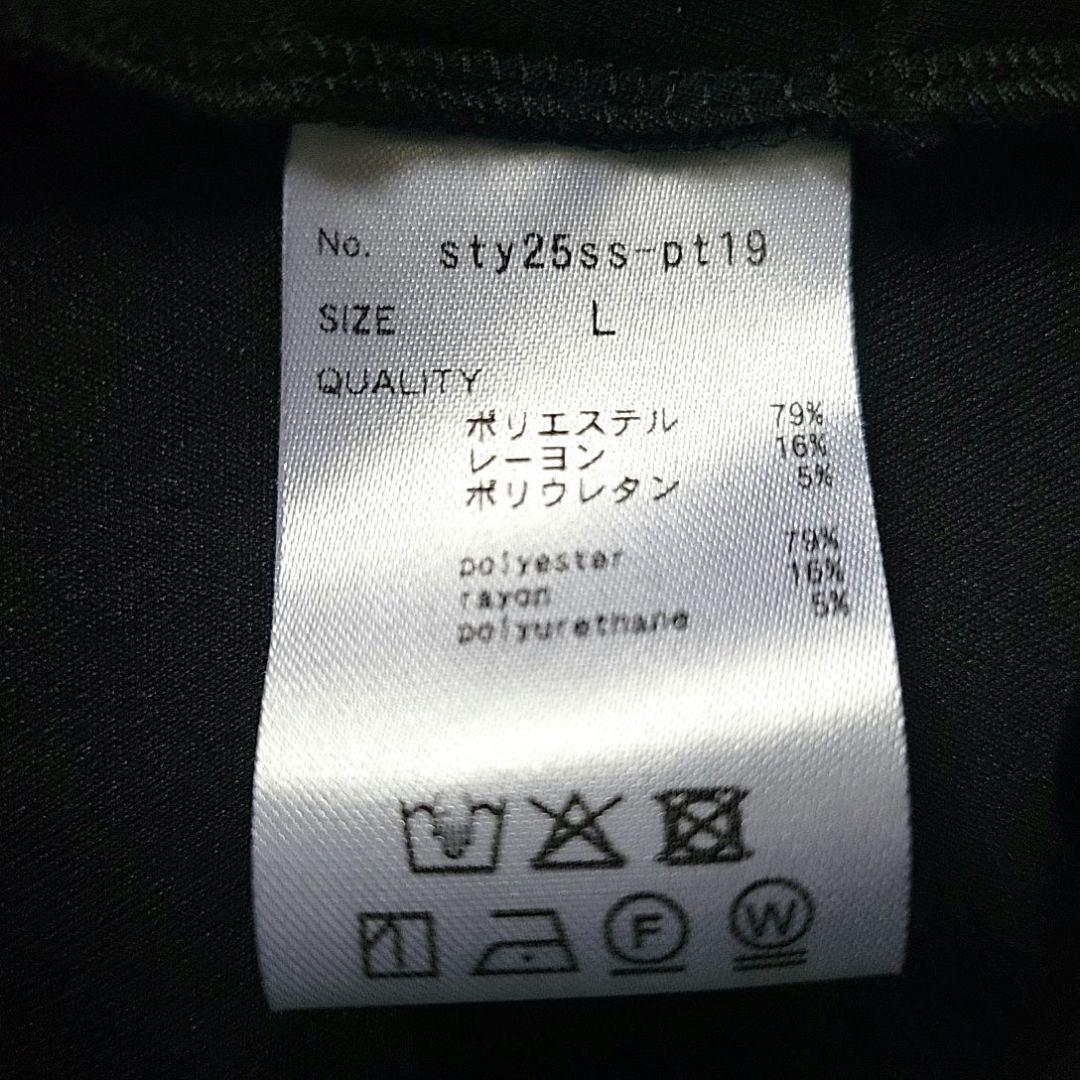 No. sty25ss-pt19
SIZE L
QUALITY
ポリエステル 79%
レーヨン 16%
ポリウレタン 5%
polyester 79%
rayon 16%
polyurethane 5%
F W